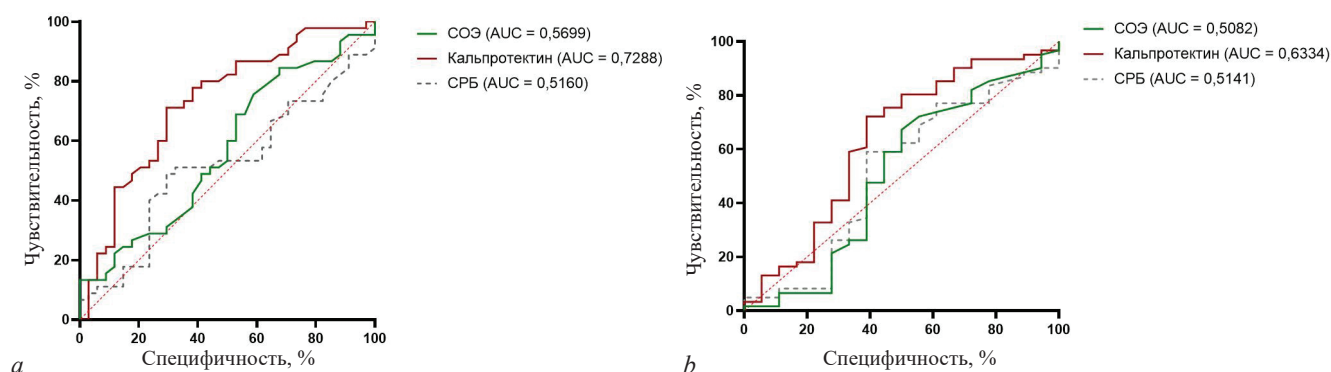 Чувствительность, %
100
80
60
40
20
0
0 20 40 60 80 100
Специфичность, %
СОЭ (AUC = 0,5699)
Кальпротектин (AUC = 0,7288)
СРБ (AUC = 0,5160)
a
Чувствительность, %
100
80
60
40
20
0
0 20 40 60 80 100
Специфичность, %
СОЭ (AUC = 0,5082)
Кальпротектин (AUC = 0,6334)
СРБ (AUC = 0,5141)
b